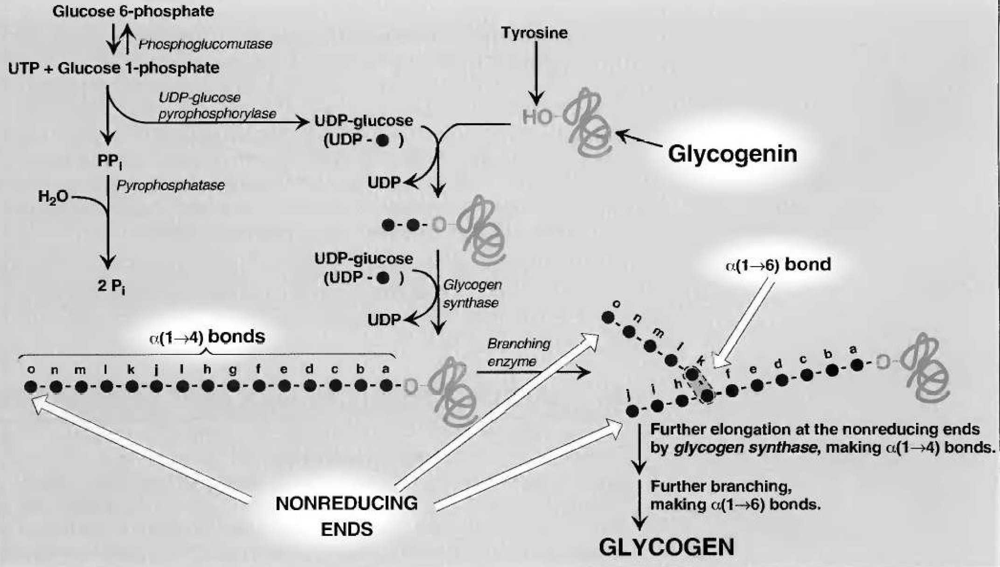 Glucose 6-phosphate
Phosphoglucomutase
UTP + Glucose 1-phosphate
UDP-glucose
pyrophosphorylase
PPi
H2O
Pyrophosphatase
2 Pi
Tyrosine
HO
Glycogenin
UDP-glucose
(UDP - ● )
UDP
O
UDP-giucose
(UDP - ● )
Glycogen
synthase
UDP
α(1→4) bonds
o n m l k j I h g f e d c b a
O
Branching
enzyme
α(1→6) bond
o n m l k
j i h f e d c b a
O
NONREDUCING
ENDS
Further elongation at the nonreducing ends
by glycogen synthase, making α(1→4) bonds.
Further branching,
making α(1→6) bonds.
GLYCOGEN